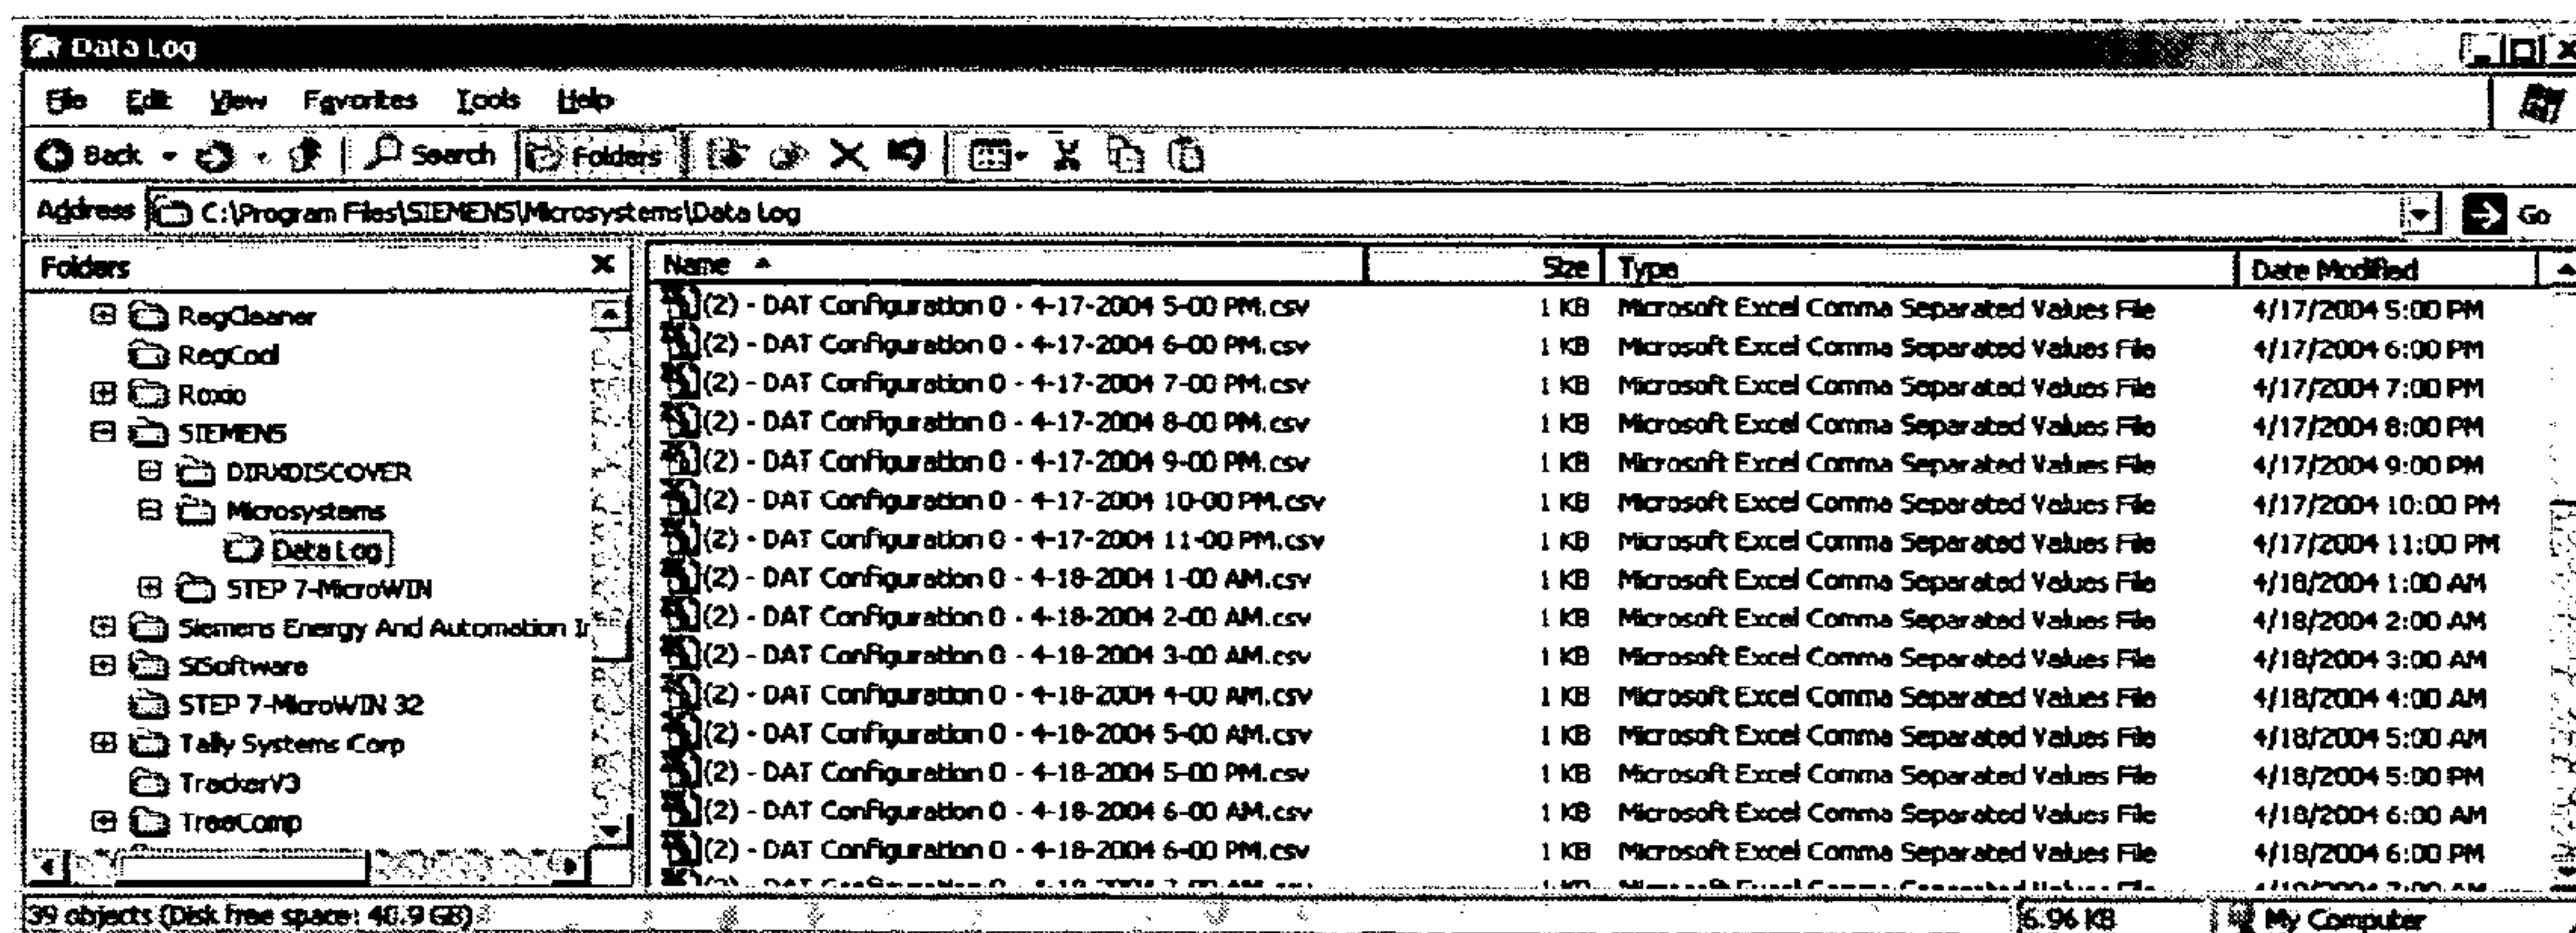 Data Log
File Edit View Favorites Tools Help
Back Search Folders
Address C:\Program Files\SIEMENS\Microsystems\Data Log Go
Folders
RegCleaner
RegCool
Roxio
SIEMENS
DIRXDISCOVER
Microsystems
Data Log
STEP 7-MicroWIN
Siemens Energy And Automation
SiSoftware
STEP 7-MicroWIN 32
Tally Systems Corp
TrackerV3
TreeComp
Name Size Type Date Modified
(2) - DAT Configuration 0 - 4-17-2004 5-00 PM.csv 1 KB Microsoft Excel Comma Separated Values File 4/17/2004 5:00 PM
(2) - DAT Configuration 0 - 4-17-2004 6-00 PM.csv 1 KB Microsoft Excel Comma Separated Values File 4/17/2004 6:00 PM
(2) - DAT Configuration 0 - 4-17-2004 7-00 PM.csv 1 KB Microsoft Excel Comma Separated Values File 4/17/2004 7:00 PM
(2) - DAT Configuration 0 - 4-17-2004 8-00 PM.csv 1 KB Microsoft Excel Comma Separated Values File 4/17/2004 8:00 PM
(2) - DAT Configuration 0 - 4-17-2004 9-00 PM.csv 1 KB Microsoft Excel Comma Separated Values File 4/17/2004 9:00 PM
(2) - DAT Configuration 0 - 4-17-2004 10-00 PM.csv 1 KB Microsoft Excel Comma Separated Values File 4/17/2004 10:00 PM
(2) - DAT Configuration 0 - 4-17-2004 11-00 PM.csv 1 KB Microsoft Excel Comma Separated Values File 4/17/2004 11:00 PM
(2) - DAT Configuration 0 - 4-18-2004 1-00 AM.csv 1 KB Microsoft Excel Comma Separated Values File 4/18/2004 1:00 AM
(2) - DAT Configuration 0 - 4-18-2004 2-00 AM.csv 1 KB Microsoft Excel Comma Separated Values File 4/18/2004 2:00 AM
(2) - DAT Configuration 0 - 4-18-2004 3-00 AM.csv 1 KB Microsoft Excel Comma Separated Values File 4/18/2004 3:00 AM
(2) - DAT Configuration 0 - 4-18-2004 4-00 AM.csv 1 KB Microsoft Excel Comma Separated Values File 4/18/2004 4:00 AM
(2) - DAT Configuration 0 - 4-18-2004 5-00 AM.csv 1 KB Microsoft Excel Comma Separated Values File 4/18/2004 5:00 AM
(2) - DAT Configuration 0 - 4-18-2004 5-00 PM.csv 1 KB Microsoft Excel Comma Separated Values File 4/18/2004 5:00 PM
(2) - DAT Configuration 0 - 4-18-2004 6-00 AM.csv 1 KB Microsoft Excel Comma Separated Values File 4/18/2004 6:00 AM
(2) - DAT Configuration 0 - 4-18-2004 6-00 PM.csv 1 KB Microsoft Excel Comma Separated Values File 4/18/2004 6:00 PM
39 objects (Disk free space: 40.9 GB) 6.96 KB My Computer